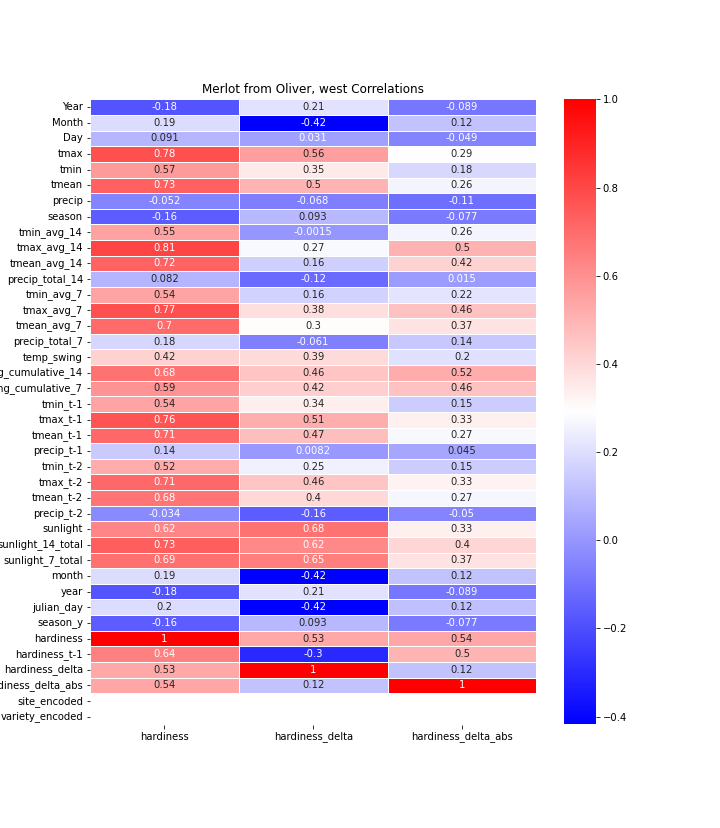 Merlot from Oliver, west Correlations
Year -0.18 0.21 -0.089
Month 0.19 -0.42 0.12
Day 0.091 0.031 -0.049
tmax 0.78 0.56 0.29
tmin 0.57 0.35 0.18
tmean 0.73 0.5 0.26
precip -0.052 -0.068 -0.11
season -0.16 0.093 -0.077
tmin_avg_14 0.55 -0.0015 0.26
tmax_avg_14 0.81 0.27 0.5
tmean_avg_14 0.72 0.16 0.42
precip_total_14 0.082 -0.12 0.015
tmin_avg_7 0.54 0.16 0.22
tmax_avg_7 0.77 0.38 0.46
tmean_avg_7 0.7 0.3 0.37
precip_total_7 0.18 -0.061 0.14
temp_swing 0.42 0.39 0.2
g_cumulative_14 0.68 0.46 0.52
ng_cumulative_7 0.59 0.42 0.46
tmin_t-1 0.54 0.34 0.15
tmax_t-1 0.76 0.51 0.33
tmean_t-1 0.71 0.47 0.27
precip_t-1 0.14 0.0082 0.045
tmin_t-2 0.52 0.25 0.15
tmax_t-2 0.71 0.46 0.33
tmean_t-2 0.68 0.4 0.27
precip_t-2 -0.034 -0.16 -0.05
sunlight 0.62 0.68 0.33
sunlight_14_total 0.73 0.62 0.4
sunlight_7_total 0.69 0.65 0.37
month 0.19 -0.42 0.12
year -0.18 0.21 -0.089
julian_day 0.2 -0.42 0.12
season_y -0.16 0.093 -0.077
hardiness 1 0.53 0.54
hardiness_t-1 0.64 -0.3 0.5
hardiness_delta 0.53 1 0.12
diness_delta_abs 0.54 0.12 1
site_encoded
variety_encoded
hardiness hardiness_delta hardiness_delta_abs
1.0
0.8
0.6
0.4
0.2
0.0
−0.2
−0.4